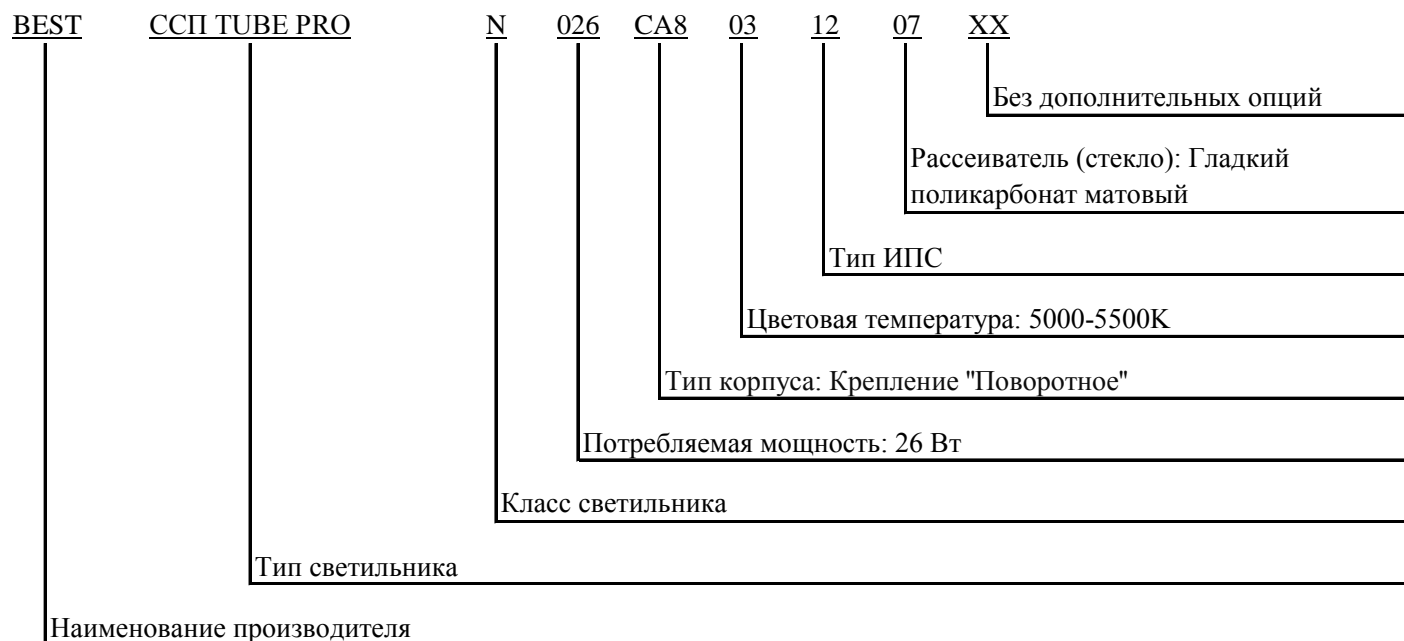 BEST ССП TUBE PRO N 026 CA8 03 12 07 XX
Без дополнительных опций
Рассеиватель (стекло): Гладкий
поликарбонат матовый
Тип ИПС
Цветовая температура: 5000-5500К
Тип корпуса: Крепление "Поворотное"
Потребляемая мощность: 26 Вт
Класс светильника
Тип светильника
Наименование производителя